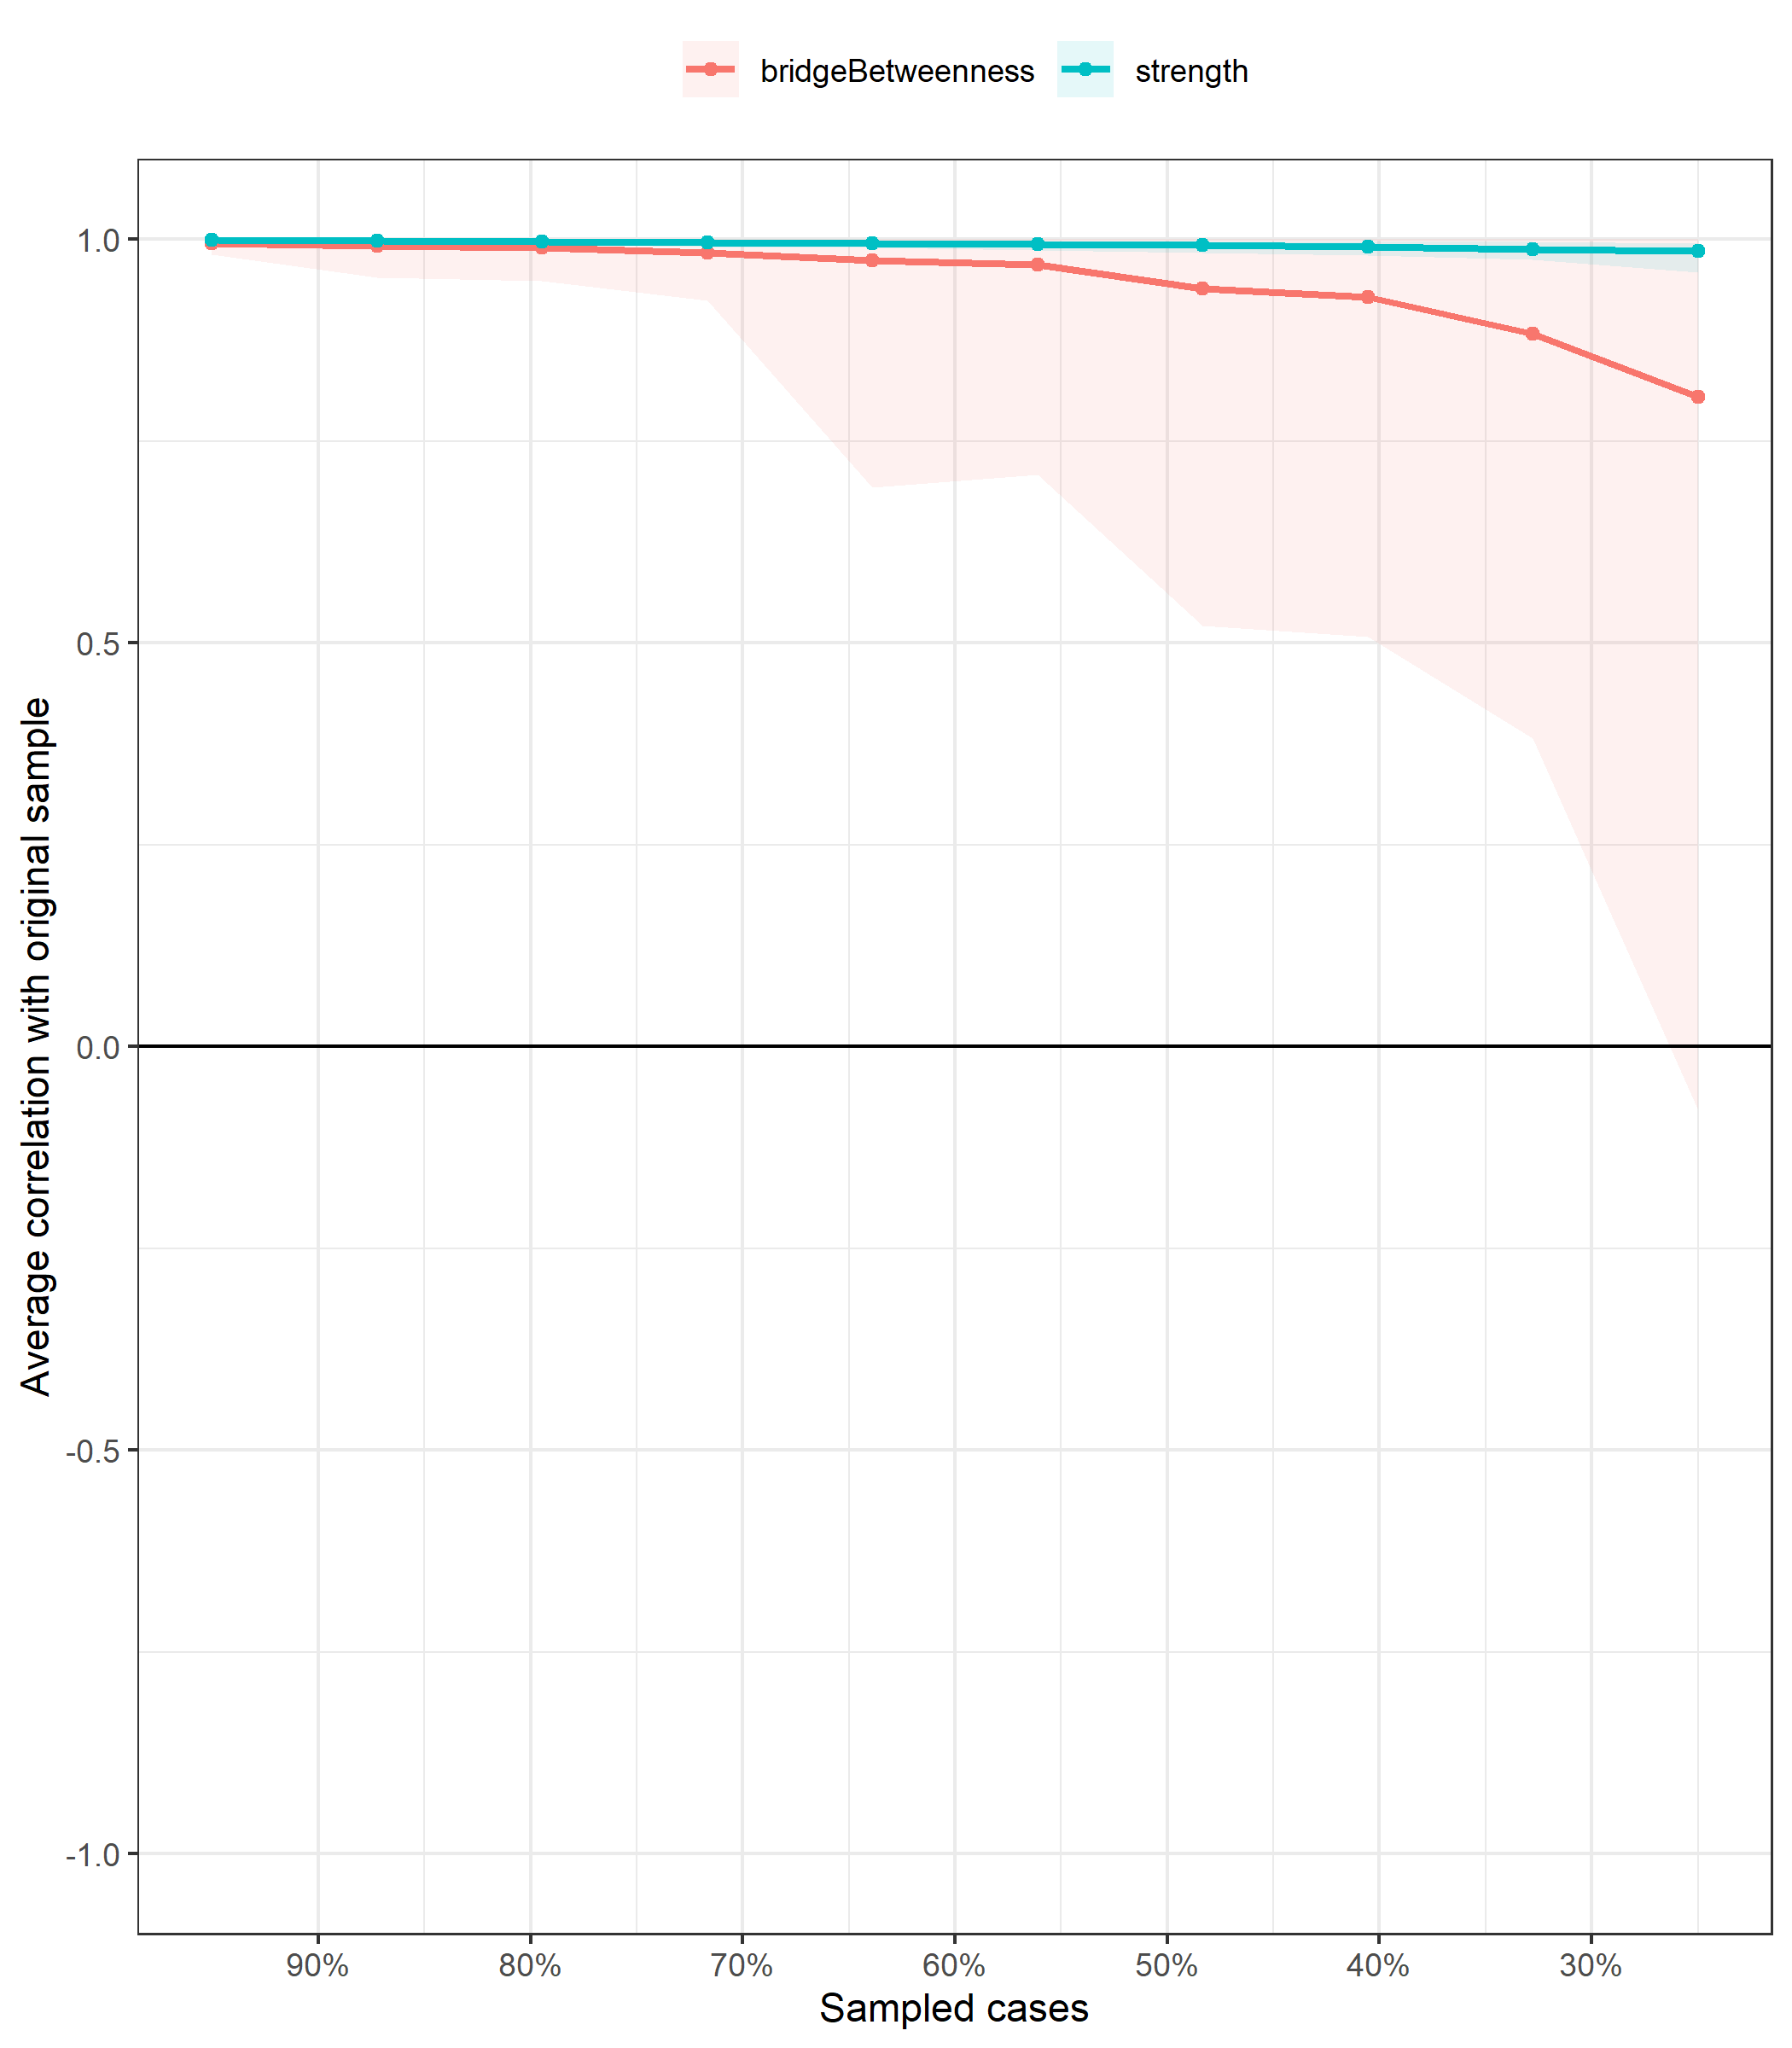 bridgeBetweenness strength
1.0
0.5
0.0
-0.5
-1.0
Average correlation with original sample
90% 80% 70% 60% 50% 40% 30%
Sampled cases